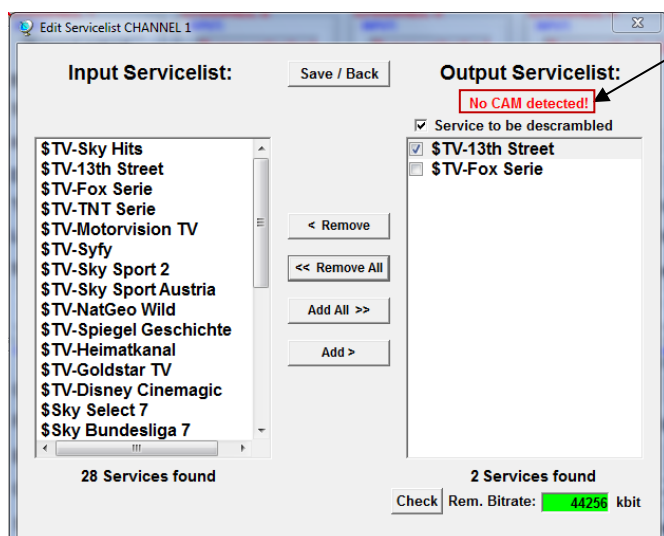 Edit Servicelist CHANNEL 1
Input Servicelist:
Save / Back
Output Servicelist:
No CAM detected!
Service to be descrambled
$TV-Sky Hits
$TV-13th Street
$TV-Fox Serie
$TV-TNT Serie
$TV-Motorvision TV
$TV-Syfy
$TV-Sky Sport 2
$TV-Sky Sport Austria
$TV-NatGeo Wild
$TV-Spiegel Geschichte
$TV-Heimatkanal
$TV-Goldstar TV
$TV-Disney Cinemagic
$Sky Select 7
$Sky Bundesliga 7
28 Services found
< Remove
<< Remove All
Add All >>
Add >
$TV-13th Street
$TV-Fox Serie
2 Services found
Check Rem. Bitrate: 44256 kbit